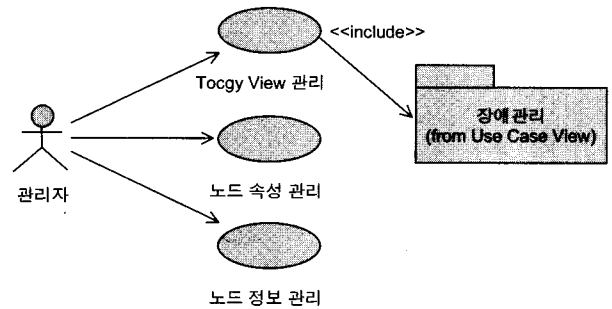 <<include>>
Tocgy View 관리
장애관리
(from Use Case View)
관리자
노드 속성 관리
노드 정보 관리